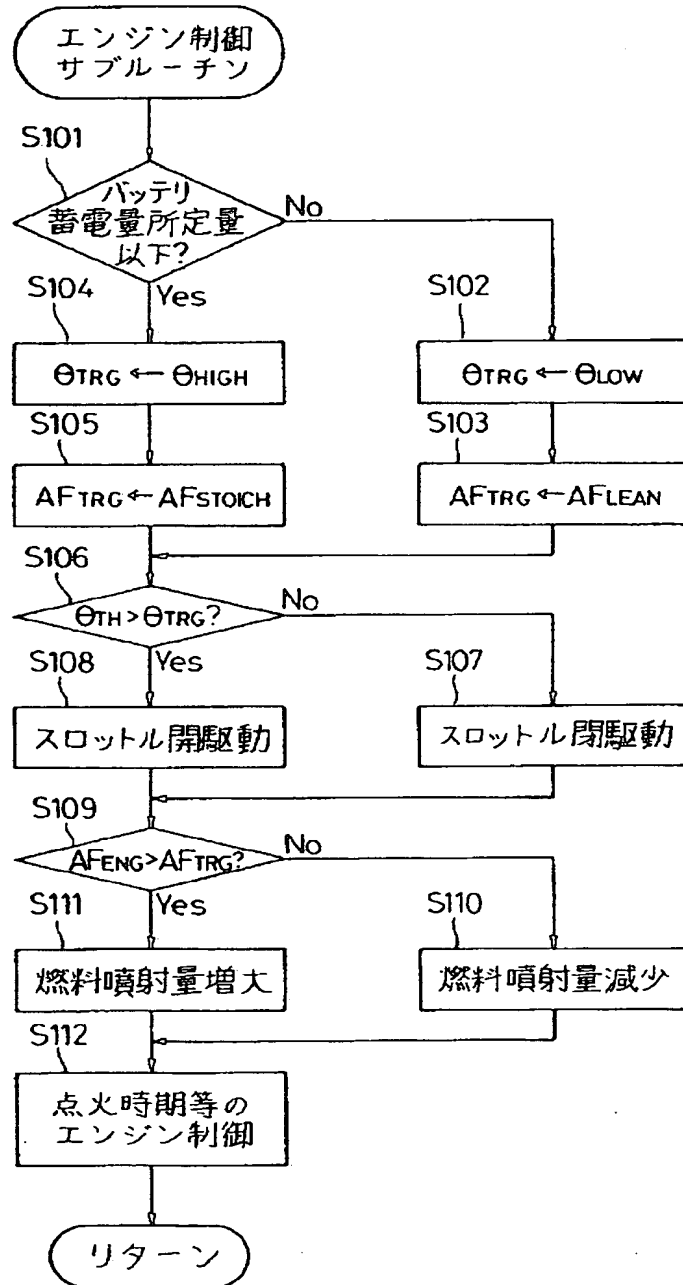 エンジン制御
サブルーチン
S101
バッテリ
蓄電量所定量
以下?
No
Yes
S104
S102
ΘTRG ← ΘHIGH
ΘTRG ← ΘLOW
S105
S103
AFTRG ← AFSTOICH
AFTRG ← AFLEAN
S106
ΘTH > ΘTRG?
No
Yes
S108
S107
スロットル開駆動
スロットル閉駆動
S109
AFENG > AFTRG?
No
Yes
S111
S110
燃料噴射量増大
燃料噴射量減少
S112
点火時期等の
エンジン制御
リターン